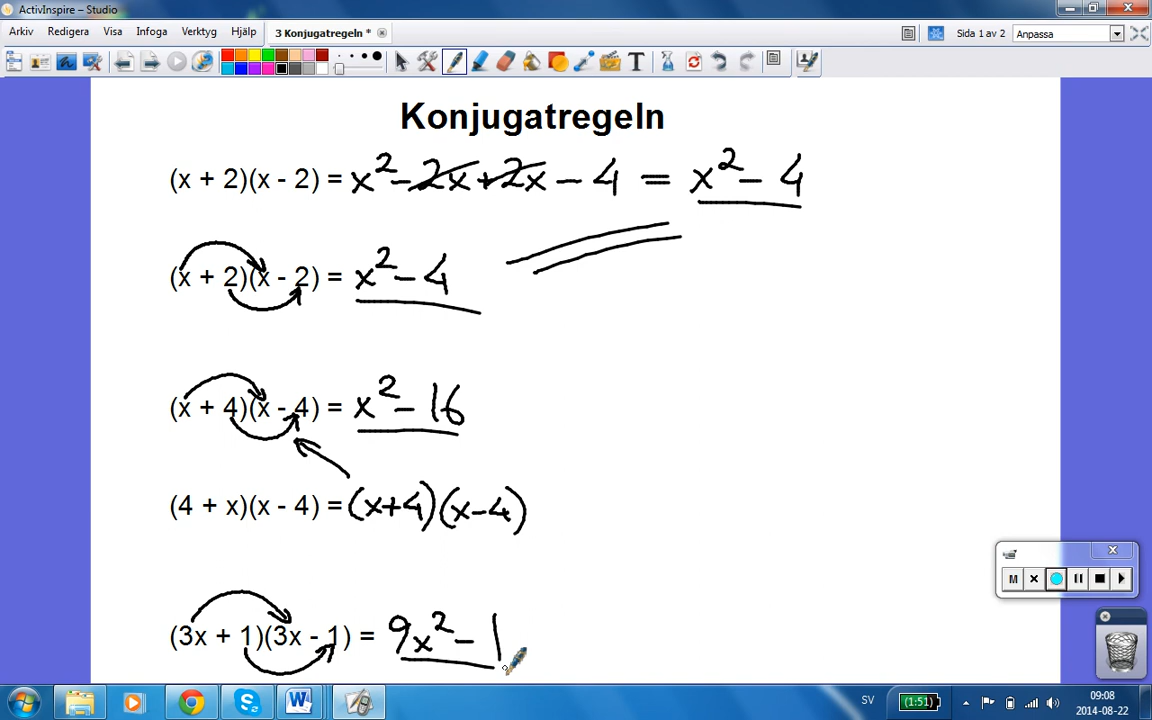 ActivInspire – Studio
Arkiv Redigera Visa Infoga Verktyg Hjälp 3 Konjugatregeln * Sida 1 av 2 Anpassa
Konjugatregeln
(x + 2)(x - 2) = x² - 2x + 2x - 4 = x² - 4
(x + 2)(x - 2) = x² - 4
(x + 4)(x - 4) = x² - 16
(4 + x)(x - 4) = (x+4)(x-4)
M
(3x + 1)(3x - 1) = 9x² - 1
SV (1:51) 09:08
2014-08-22